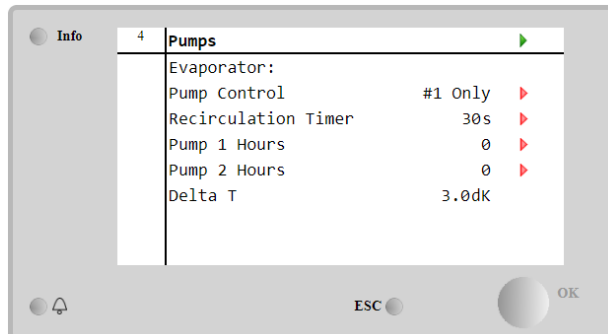 Info
4 Pumps
Evaporator:
Pump Control #1 Only
Recirculation Timer 30s
Pump 1 Hours 0
Pump 2 Hours 0
Delta T 3.0dK
ESC
OK